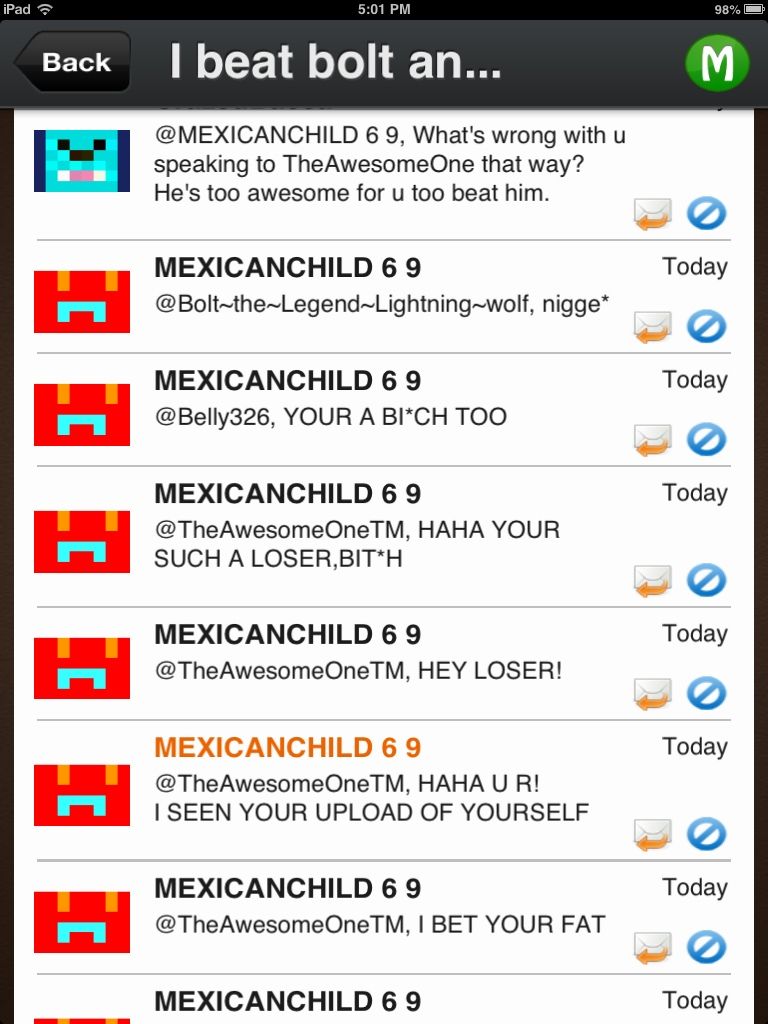 iPad 5:01 PM 98%
Back I beat bolt an... M
@MEXICANCHILD 6 9, What's wrong with u
speaking to TheAwesomeOne that way?
He's too awesome for u too beat him.
MEXICANCHILD 6 9 Today
@Bolt~the~Legend~Lightning~wolf, nigge*
MEXICANCHILD 6 9 Today
@Belly326, YOUR A BI*CH TOO
MEXICANCHILD 6 9 Today
@TheAwesomeOneTM, HAHA YOUR
SUCH A LOSER,BIT*H
MEXICANCHILD 6 9 Today
@TheAwesomeOneTM, HEY LOSER!
MEXICANCHILD 6 9 Today
@TheAwesomeOneTM, HAHA U R!
I SEEN YOUR UPLOAD OF YOURSELF
MEXICANCHILD 6 9 Today
@TheAwesomeOneTM, I BET YOUR FAT
MEXICANCHILD 6 9 Today